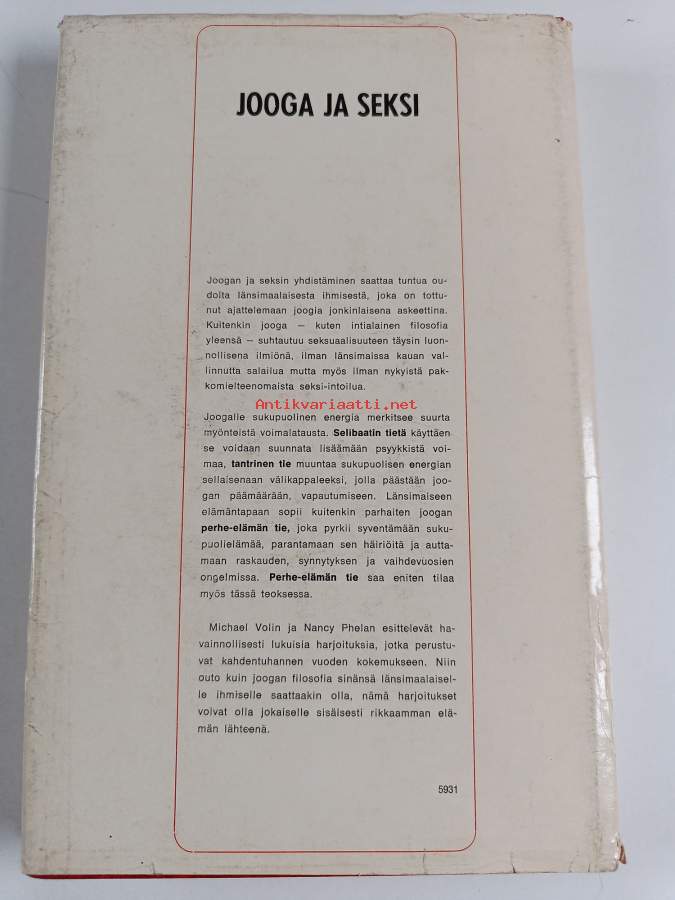 JOOGA JA SEKSI
Joogan ja seksin yhdistäminen saattaa tuntua ou-
dolta länsimaalaisesta ihmisestä, joka on tottu-
nut ajattelemaan joogia jonkinlaisena askeettina.
Kuitenkin jooga — kuten intialainen filosofia
yleensä — suhtautuu seksuaalisuuteen täysin luon-
nollisena ilmiönä, ilman länsimaissa kauan val-
linnutta salailua mutta myös ilman nykyistä pak-
komielteenomaista seksi-intoilua.
Antikvariaatti.net
Joogalle sukupuolinen energia merkitsee suurta
myönteistä voimalatausta. Selibaatin tietä käyttäen
se voidaan suunnata lisäämään psyykkistä voi-
maa, tantrinen tie muuntaa sukupuolisen energian
sellaisenaan välikappaleeksi, jolla päästään joo-
gan päämäärään, vapautumiseen. Länsimaiseen
elämäntapaan sopii kuitenkin parhaiten joogan
perhe-elämän tie, joka pyrkii syventämään suku-
puolielämää, parantamaan sen häiriöitä ja autta-
maan raskauden, synnytyksen ja vaihdevuosien
ongelmissa. Perhe-elämän tie saa eniten tilaa
myös tässä teoksessa.
Michael Volin ja Nancy Phelan esittelevät ha-
vainnollisesti lukuisia harjoituksia, jotka perustu-
vat kahdentuhannen vuoden kokemukseen. Niin
outo kuin joogan filosofia sinänsä länsimaalaisel-
le ihmiselle saattaakin olla, nämä harjoitukset
voivat olla jokaiselle sisäisesti rikkaamman elä-
män lähteenä.
5931